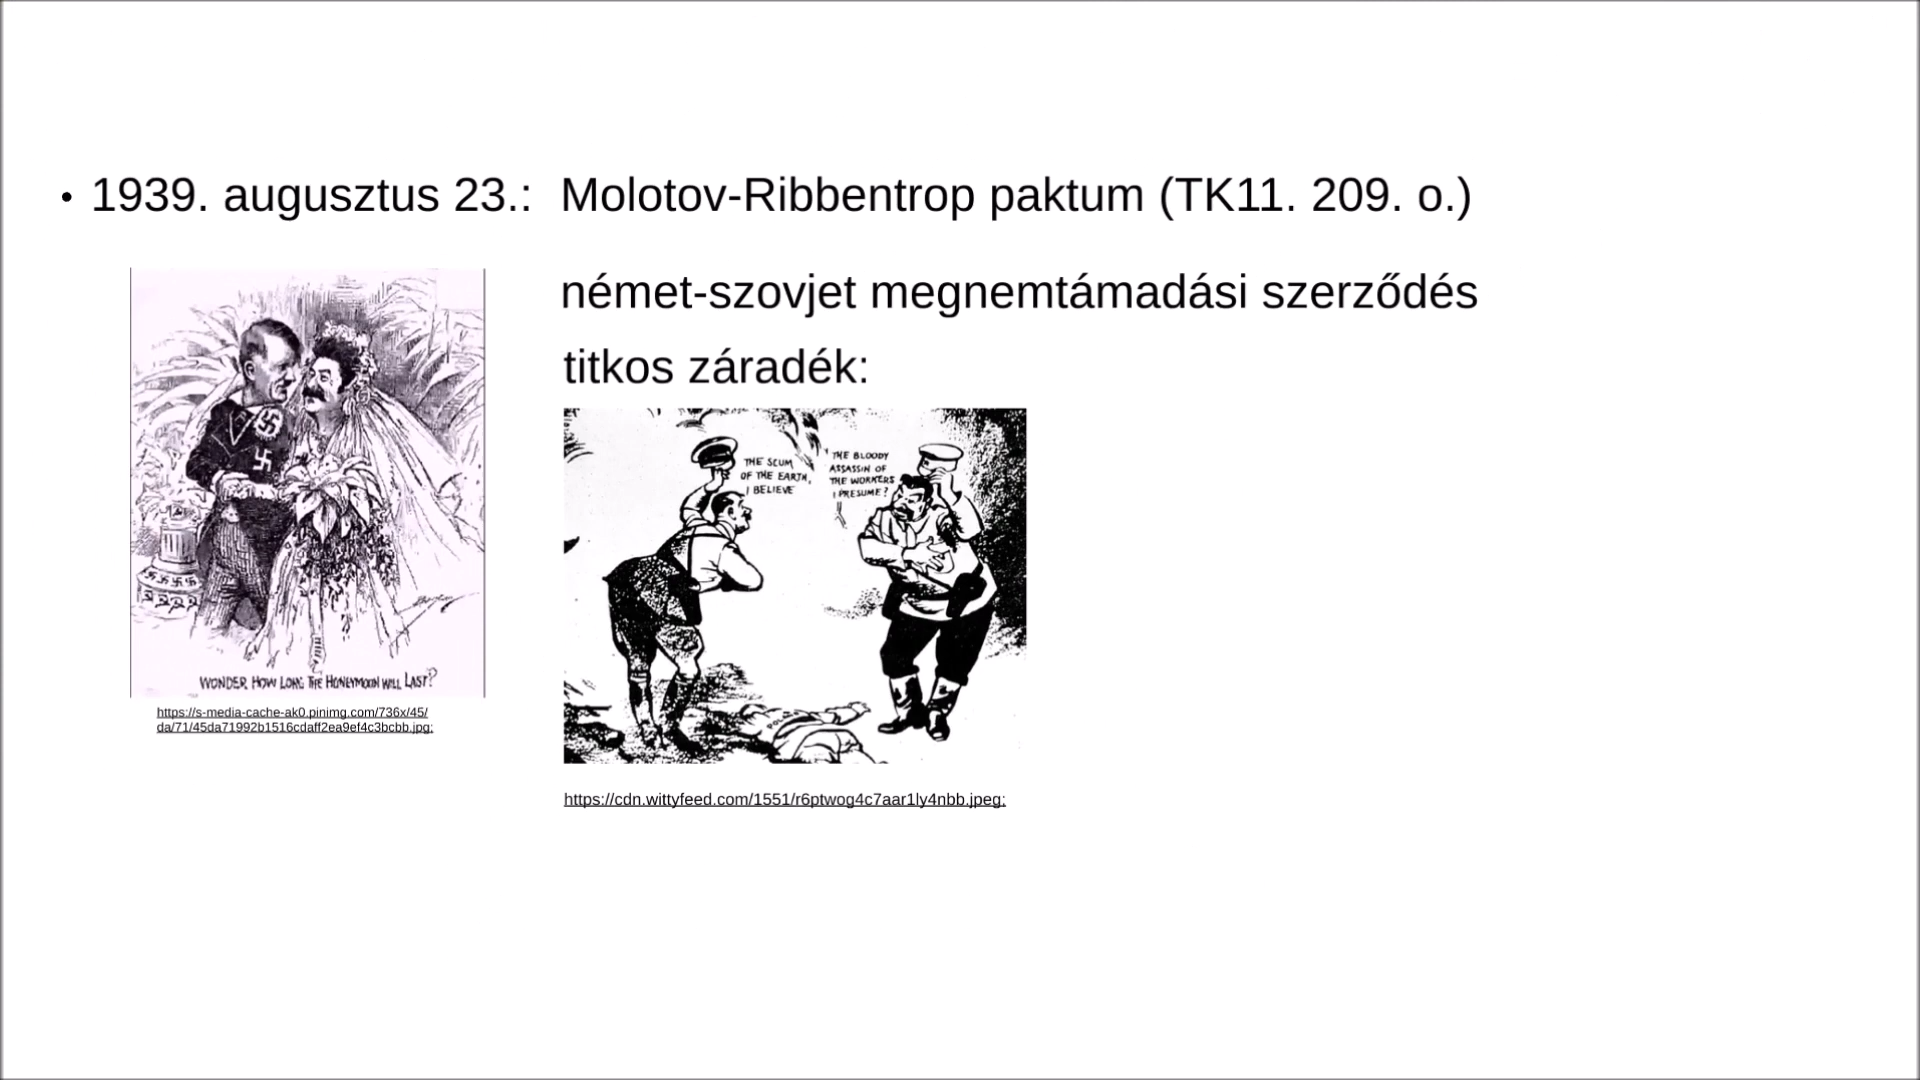 • 1939. augusztus 23.: Molotov-Ribbentrop paktum (TK11. 209. o.)
német-szovjet megnemtámadási szerződés
titkos záradék:
WONDER HOW LONG THE HONEYMOON WILL LAST?
https://s-media-cache-ak0.pinimg.com/736x/45/
da/71/45da71992b1516cdaff2ea9ef4c3bcbb.jpg;
THE SCUM
OF THE EARTH,
I BELIEVE
THE BLOODY
ASSASSIN OF
THE WORKERS
I PRESUME?
POLAND
https://cdn.wittyfeed.com/1551/r6ptwog4c7aar1ly4nbb.jpeg;